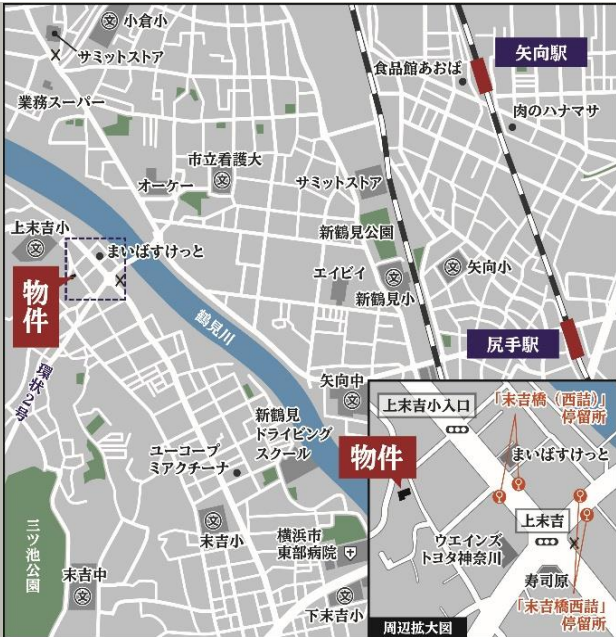 小倉小
サミットストア
業務スーパー
食品館あおば
矢向駅
肉のハナマサ
市立看護大
オーケー
サミットストア
上末吉小
まいばすけっと
新鶴見公園
エイビイ
矢向小
新鶴見小
物件
鶴見川
尻手駅
環状2号
矢向中
新鶴見
ドライビング
スクール
ユーコープ
ミアクチーナ
三ツ池公園
末吉小
横浜市
東部病院
末吉中
下末吉小
上末吉小入口
「末吉橋(西詰)」
停留所
物件
まいばすけっと
上末吉
ウエインズ
トヨタ神奈川
寿司原
「末吉橋西詰」
停留所
周辺拡大図